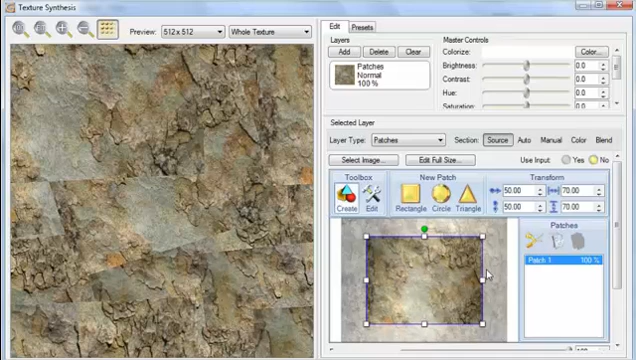 Texture Synthesis
Preview: 512 x 512 Whole Texture
Edit Presets
Layers
Add Delete Clear
Patches
Normal
100 %
Master Controls
Colorize: Color...
Brightness: 0.0
Contrast: 0.0
Hue: 0.0
Saturation: 0.0
Selected Layer
Layer Type: Patches Section: Source Auto Manual Color Blend
Select Image... Edit Full Size... Use Input: Yes No
Toolbox New Patch Transform
Create Edit Rectangle Circle Triangle
50.00 70.00
50.00 70.00
Patches
Patch 1 100 %